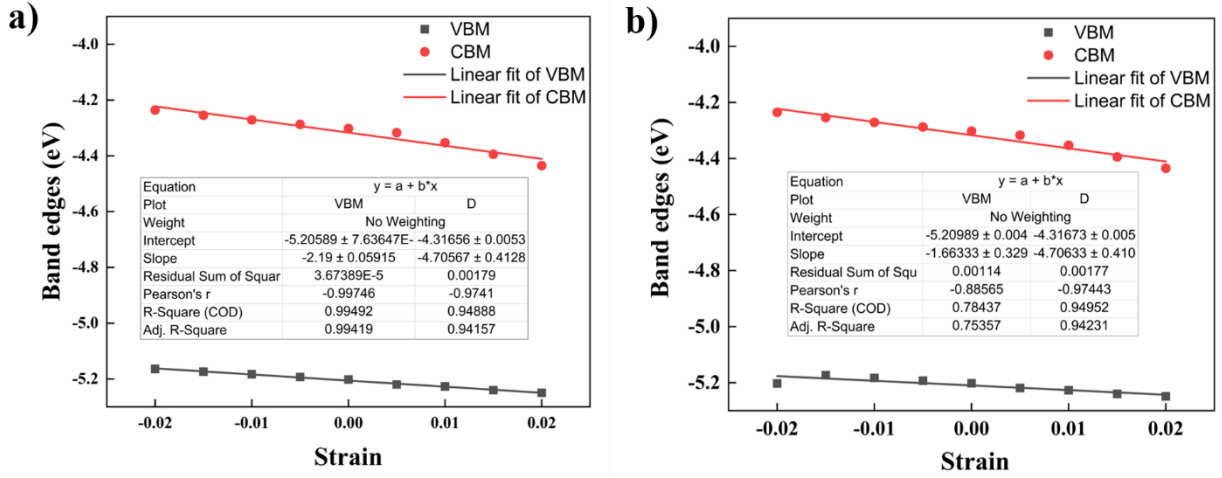 a)
VBM
CBM
Linear fit of VBM
Linear fit of CBM
-4.0
-4.2
-4.4
-4.6
-4.8
-5.0
-5.2
Band edges (eV)
Equation y = a + b*x
Plot VBM D
Weight No Weighting
Intercept -5.20589 ± 7.63647E- -4.31656 ± 0.0053
Slope -2.19 ± 0.05915 -4.70567 ± 0.4128
Residual Sum of Squar 3.67389E-5 0.00179
Pearson's r -0.99746 -0.9741
R-Square (COD) 0.99492 0.94888
Adj. R-Square 0.99419 0.94157
-0.02 -0.01 0.00 0.01 0.02
Strain
b)
VBM
CBM
Linear fit of VBM
Linear fit of CBM
-4.0
-4.2
-4.4
-4.6
-4.8
-5.0
-5.2
Band edges (eV)
Equation y = a + b*x
Plot VBM D
Weight No Weighting
Intercept -5.20989 ± 0.004 -4.31673 ± 0.005
Slope -1.66333 ± 0.329 -4.70633 ± 0.410
Residual Sum of Squ 0.00114 0.00177
Pearson's r -0.88565 -0.97443
R-Square (COD) 0.78437 0.94952
Adj. R-Square 0.75357 0.94231
-0.02 -0.01 0.00 0.01 0.02
Strain